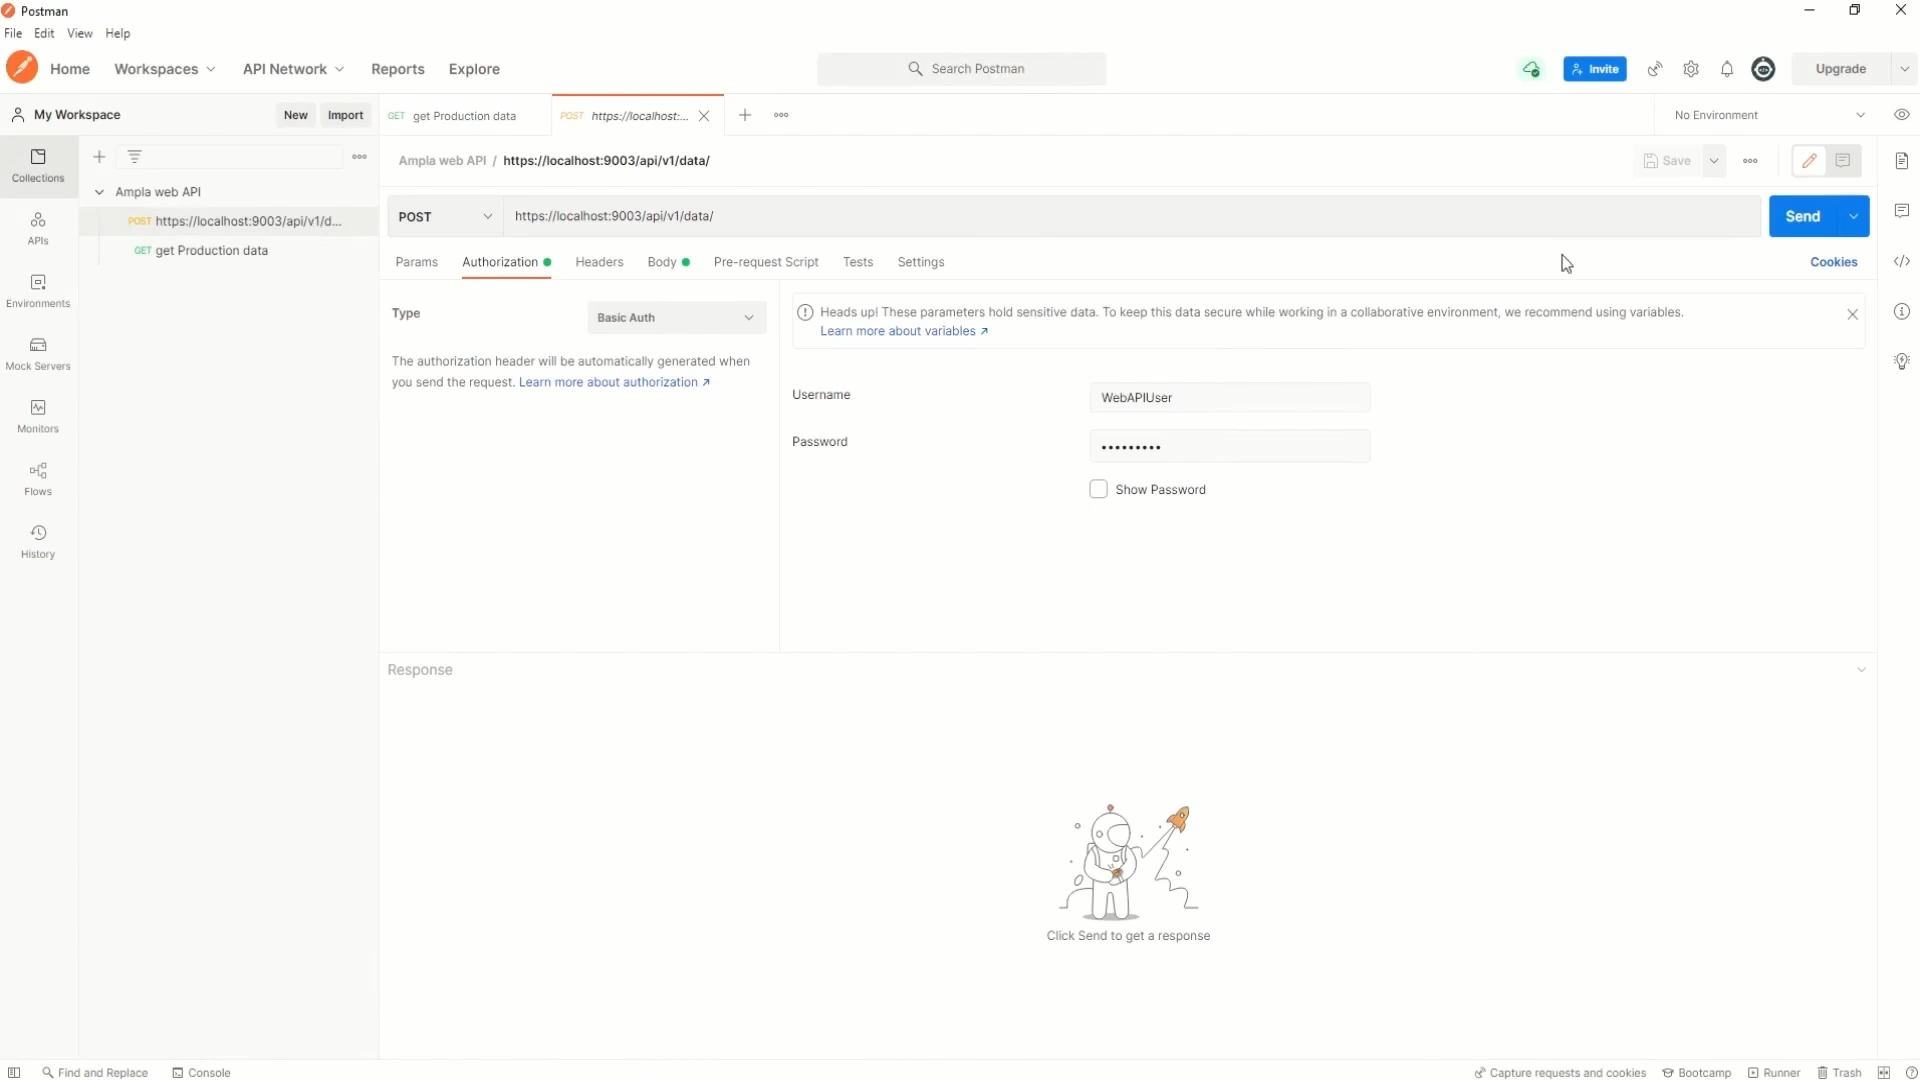 Postman
File Edit View Help
Home Workspaces API Network Reports Explore
Search Postman
Invite
Upgrade
My Workspace
New Import
GET get Production data
POST https://localhost:...
No Environment
Collections
APIs
Environments
Mock Servers
Monitors
Flows
History
Ampla web API
POST https://localhost:9003/api/v1/d...
GET get Production data
Ampla web API / https://localhost:9003/api/v1/data/
Save
POST
https://localhost:9003/api/v1/data/
Send
Params Authorization Headers Body Pre-request Script Tests Settings
Cookies
Type
Basic Auth
The authorization header will be automatically generated when
you send the request. Learn more about authorization ↗
Heads up! These parameters hold sensitive data. To keep this data secure while working in a collaborative environment, we recommend using variables.
Learn more about variables ↗
Username
WebAPIUser
Password
•••••••••
Show Password
Response
Click Send to get a response
Find and Replace Console
Capture requests and cookies Bootcamp Runner Trash